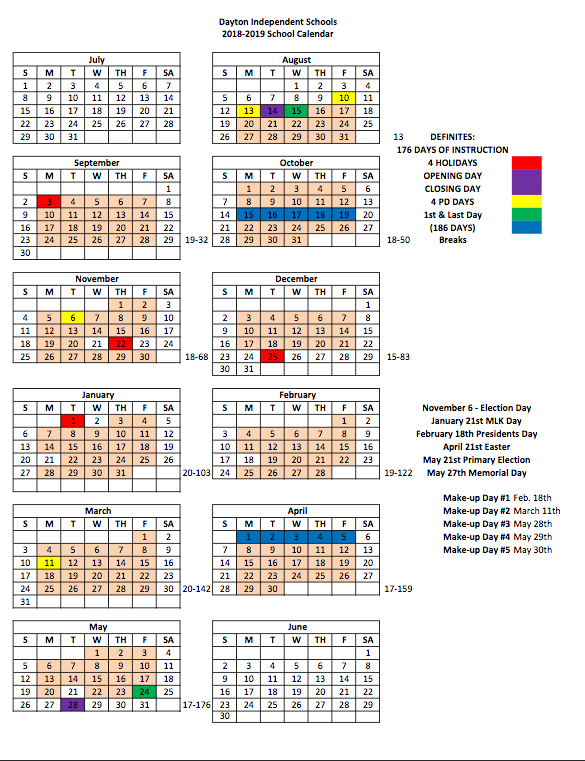 Dayton Independent Schools
2018-2019 School Calendar
July
S M T W TH F SA
1 2 3 4 5 6 7
8 9 10 11 12 13 14
15 16 17 18 19 20 21
22 23 24 25 26 27 28
29 30 31
August
S M T W TH F SA
1 2 3 4
5 6 7 8 9 10 11
12 13 14 15 16 17 18
19 20 21 22 23 24 25
26 27 28 29 30 31 13
DEFINITES:
176 DAYS OF INSTRUCTION
4 HOLIDAYS
OPENING DAY
CLOSING DAY
4 PD DAYS
1st & Last Day
(186 DAYS)
Breaks
September
S M T W TH F SA
1
2 3 4 5 6 7 8
9 10 11 12 13 14 15
16 17 18 19 20 21 22
23 24 25 26 27 28 29 19-32
30
October
S M T W TH F SA
1 2 3 4 5 6
7 8 9 10 11 12 13
14 15 16 17 18 19 20
21 22 23 24 25 26 27
28 29 30 31 18-50
November
S M T W TH F SA
1 2 3
4 5 6 7 8 9 10
11 12 13 14 15 16 17
18 19 20 21 22 23 24
25 26 27 28 29 30 18-68
December
S M T W TH F SA
1
2 3 4 5 6 7 8
9 10 11 12 13 14 15
16 17 18 19 20 21 22
23 24 25 26 27 28 29 15-83
30 31
January
S M T W TH F SA
1 2 3 4 5
6 7 8 9 10 11 12
13 14 15 16 17 18 19
20 21 22 23 24 25 26
27 28 29 30 31 20-103
February
S M T W TH F SA
1 2
3 4 5 6 7 8 9
10 11 12 13 14 15 16
17 18 19 20 21 22 23
24 25 26 27 28 19-122
November 6 - Election Day
January 21st MLK Day
February 18th Presidents Day
April 21st Easter
May 21st Primary Election
May 27th Memorial Day
Make-up Day #1 Feb. 18th
Make-up Day #2 March 11th
Make-up Day #3 May 28th
Make-up Day #4 May 29th
Make-up Day #5 May 30th
March
S M T W TH F SA
1 2
3 4 5 6 7 8 9
10 11 12 13 14 15 16
17 18 19 20 21 22 23
24 25 26 27 28 29 30 20-142
31
April
S M T W TH F SA
1 2 3 4 5 6
7 8 9 10 11 12 13
14 15 16 17 18 19 20
21 22 23 24 25 26 27
28 29 30 17-159
May
S M T W TH F SA
1 2 3 4
5 6 7 8 9 10 11
12 13 14 15 16 17 18
19 20 21 22 23 24 25
26 27 28 29 30 31 17-176
June
S M T W TH F SA
1
2 3 4 5 6 7 8
9 10 11 12 13 14 15
16 17 18 19 20 21 22
23 24 25 26 27 28 29
30